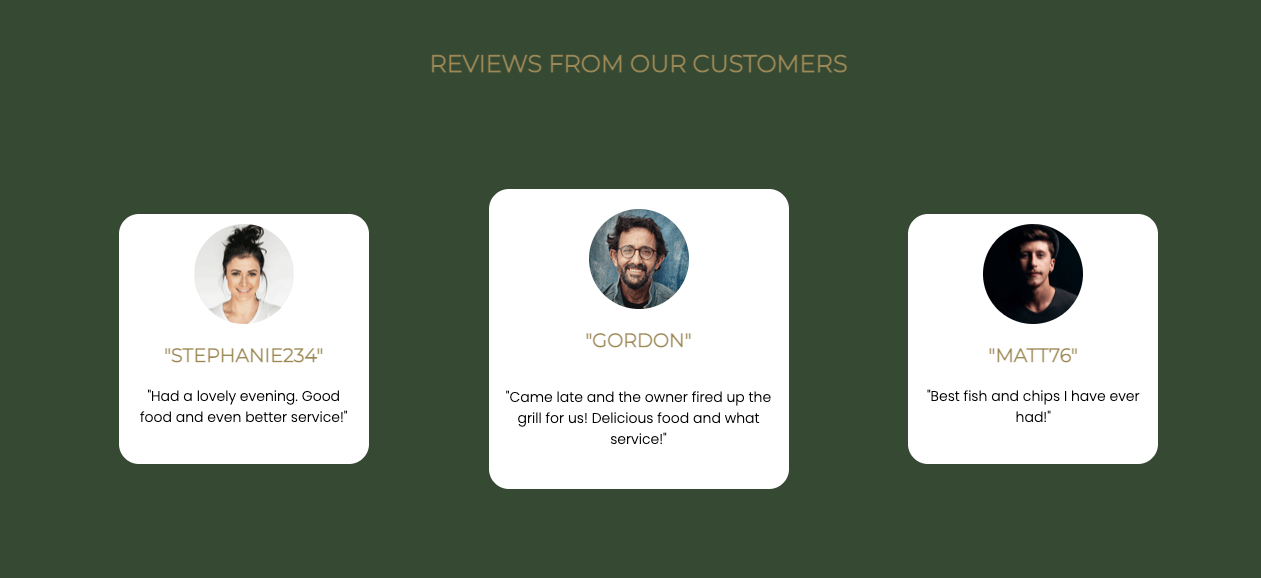 REVIEWS FROM OUR CUSTOMERS
"STEPHANIE234"
"Had a lovely evening. Good
food and even better service!"
"GORDON"
"Came late and the owner fired up the
grill for us! Delicious food and what
service!"
"MATT76"
"Best fish and chips I have ever
had!"